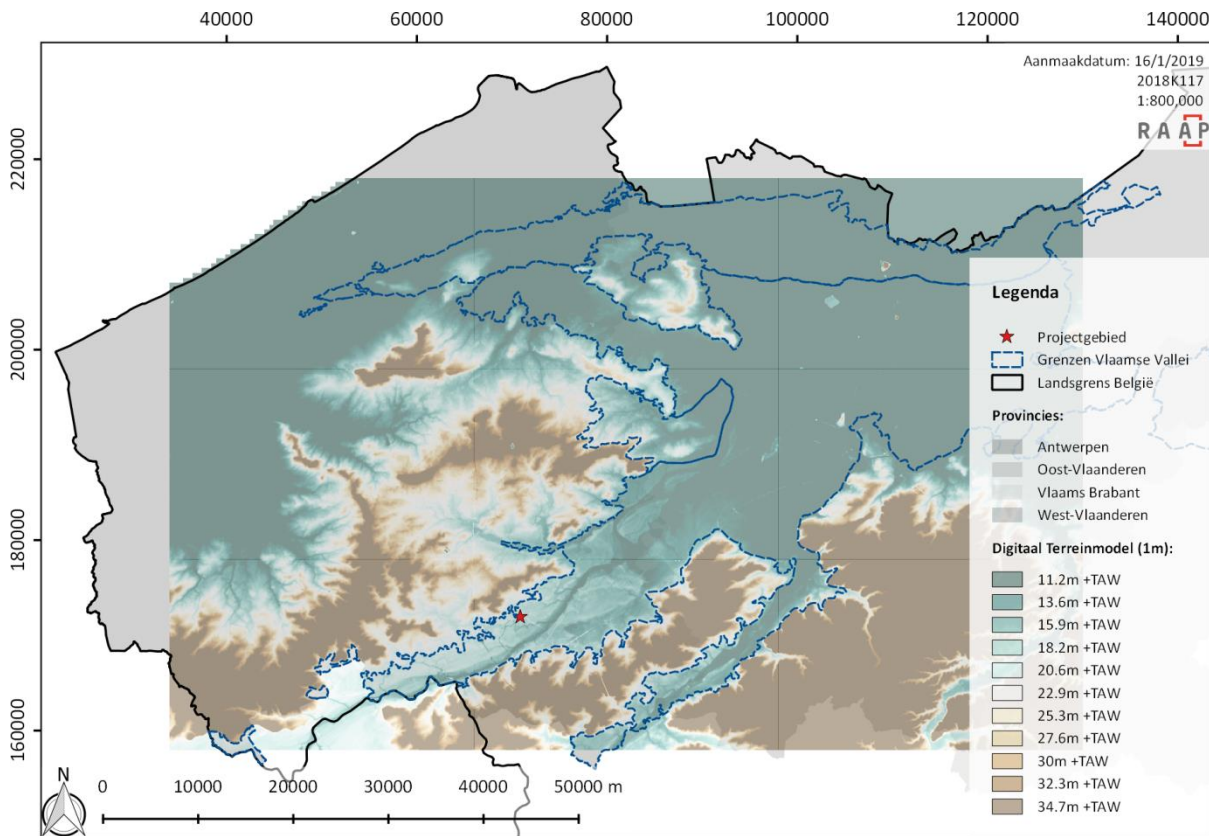 40000 60000 80000 100000 120000 140000
Aanmaakdatum: 16/1/2019
2018K117
1:800,000
RAAP
220000
200000
180000
160000
Legenda
Projectgebied
Grenzen Vlaamse Vallei
Landsgrens België
Provincies:
Antwerpen
Oost-Vlaanderen
Vlaams Brabant
West-Vlaanderen
Digitaal Terreinmodel (1m):
11.2m +TAW
13.6m +TAW
15.9m +TAW
18.2m +TAW
20.6m +TAW
22.9m +TAW
25.3m +TAW
27.6m +TAW
30m +TAW
32.3m +TAW
34.7m +TAW
N
0 10000 20000 30000 40000 50000 m